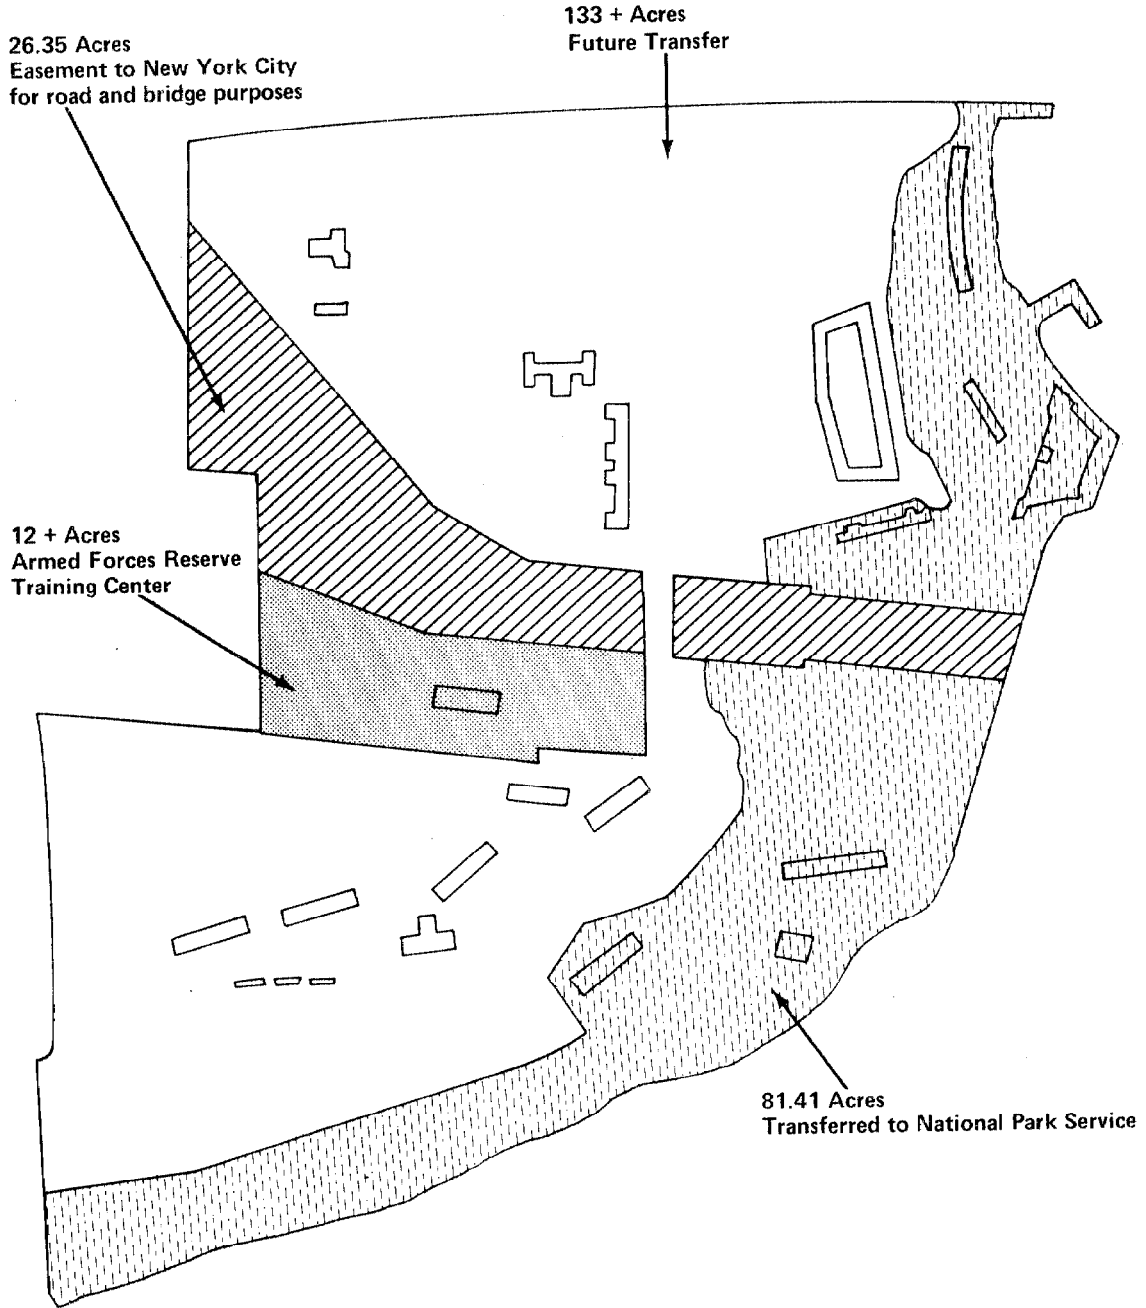 133 + Acres
Future Transfer
26.35 Acres
Easement to New York City
for road and bridge purposes
12 + Acres
Armed Forces Reserve
Training Center
81.41 Acres
Transferred to National Park Service